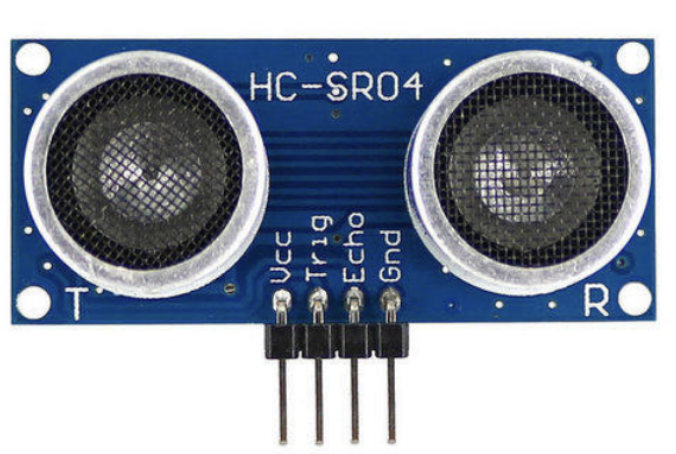 HC-SR04
Vcc
Trig
Echo
Gnd
T
R